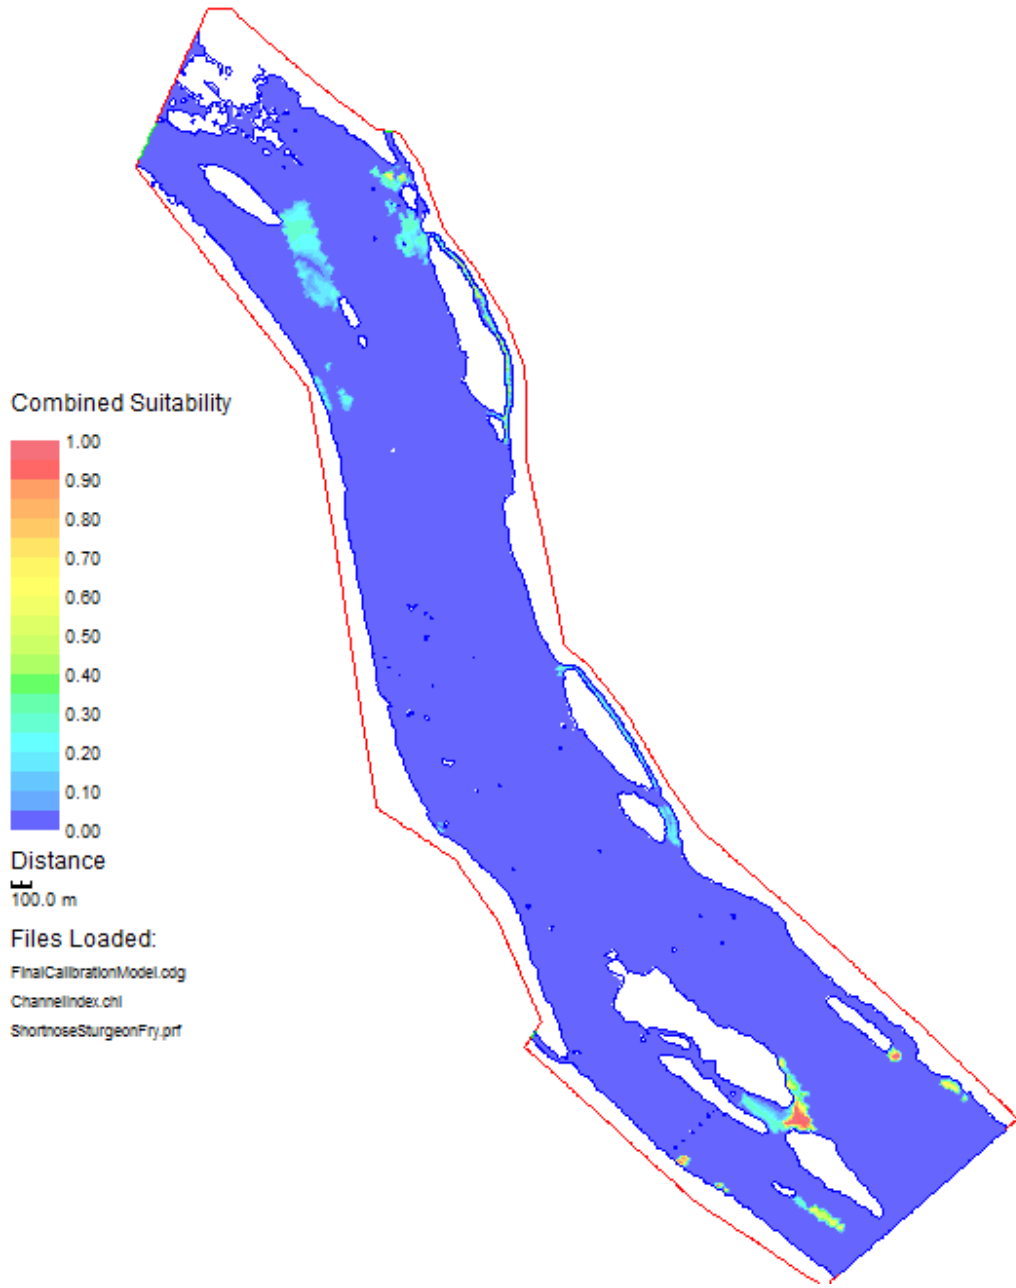 Combined Suitability
1.00
0.90
0.80
0.70
0.60
0.50
0.40
0.30
0.20
0.10
0.00
Distance
100.0 m
Files Loaded:
FinalCalibrationModel.cdg
ChannelIndex.chi
ShortnoseSturgeonFry.prf